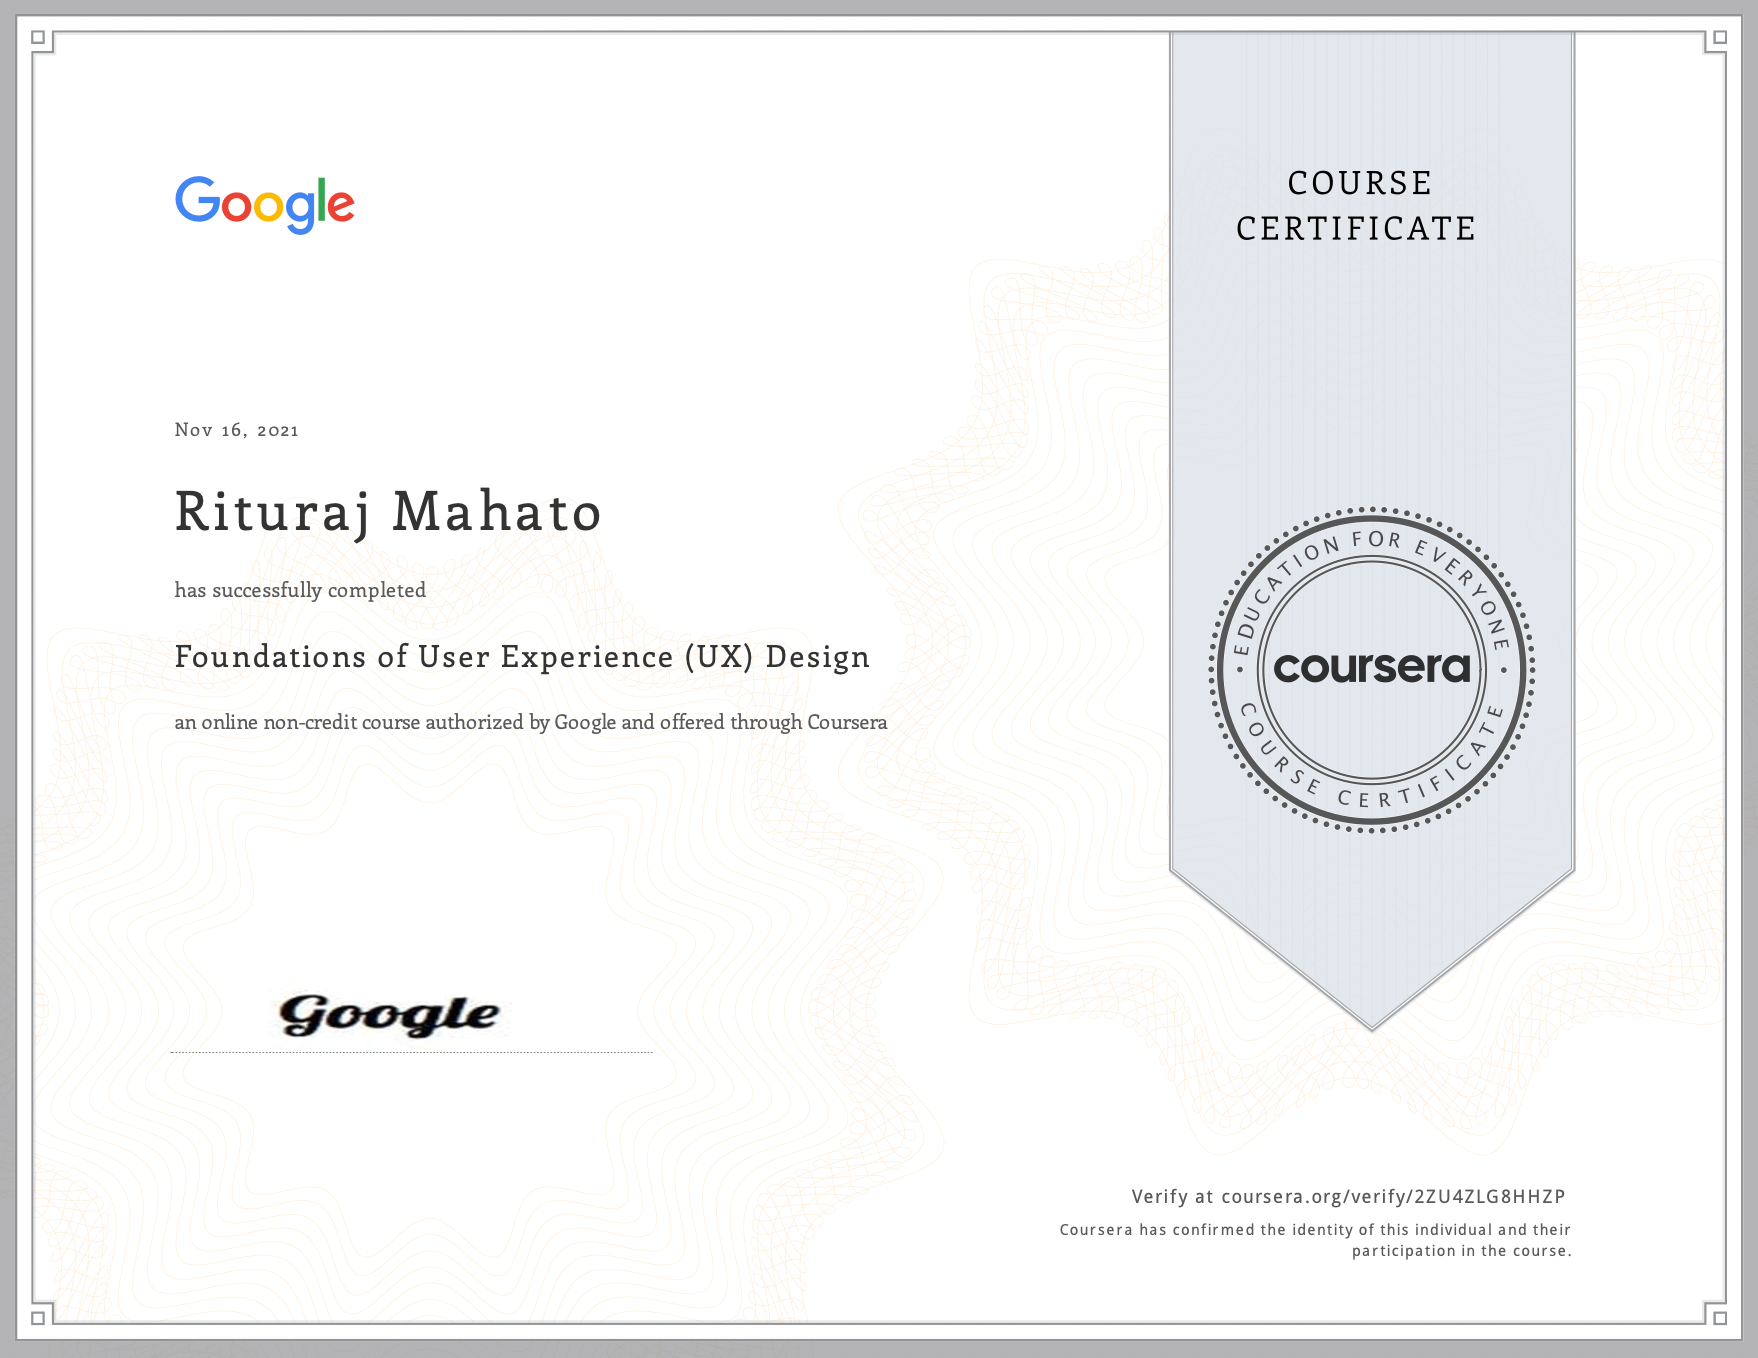 Google
COURSE
CERTIFICATE
Nov 16, 2021
Rituraj Mahato
has successfully completed
Foundations of User Experience (UX) Design
an online non-credit course authorized by Google and offered through Coursera
EDUCATION FOR EVERYONE
coursera
COURSE CERTIFICATE
Google
Verify at coursera.org/verify/2ZU4ZLG8HHZP
Coursera has confirmed the identity of this individual and their
participation in the course.